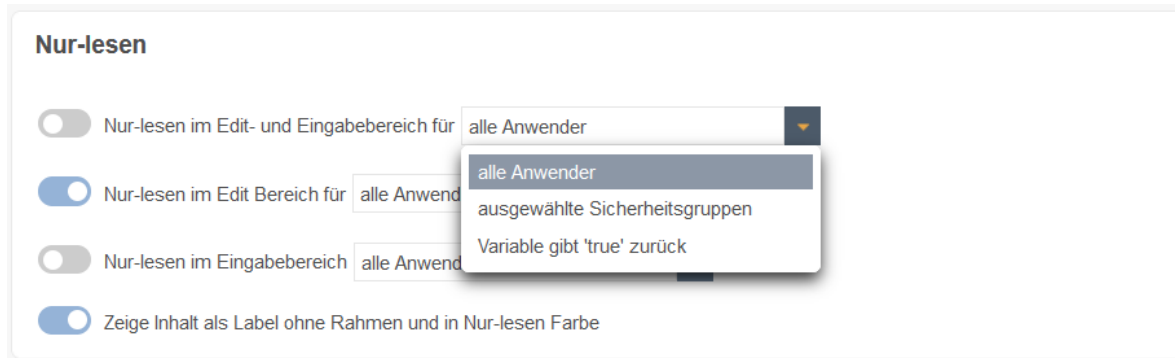 Nur-lesen
Nur-lesen im Edit- und Eingabebereich für alle Anwender
alle Anwender
Nur-lesen im Edit Bereich für alle Anwend
ausgewählte Sicherheitsgruppen
Variable gibt 'true' zurück
Nur-lesen im Eingabebereich alle Anwend
Zeige Inhalt als Label ohne Rahmen und in Nur-lesen Farbe